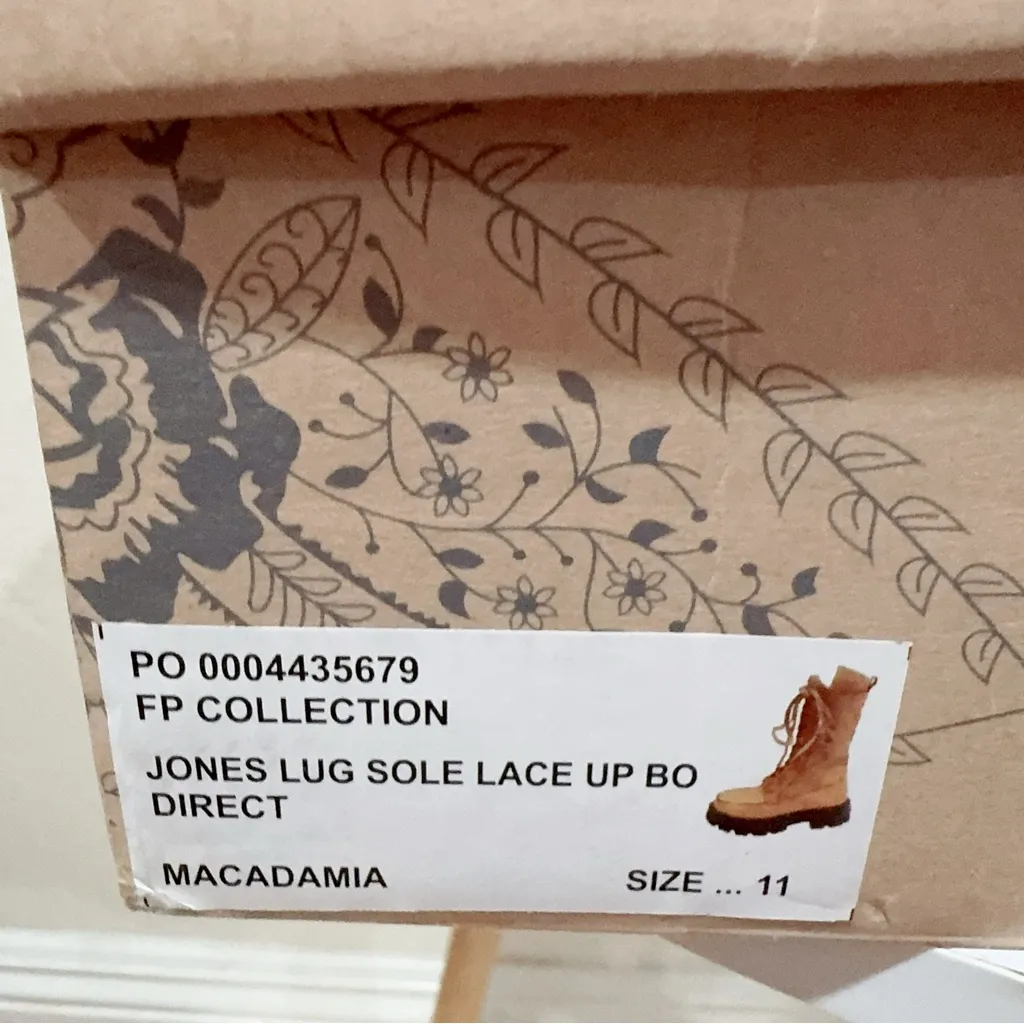 PO 0004435679
FP COLLECTION
JONES LUG SOLE LACE UP BO
DIRECT
MACADAMIA SIZE ... 11